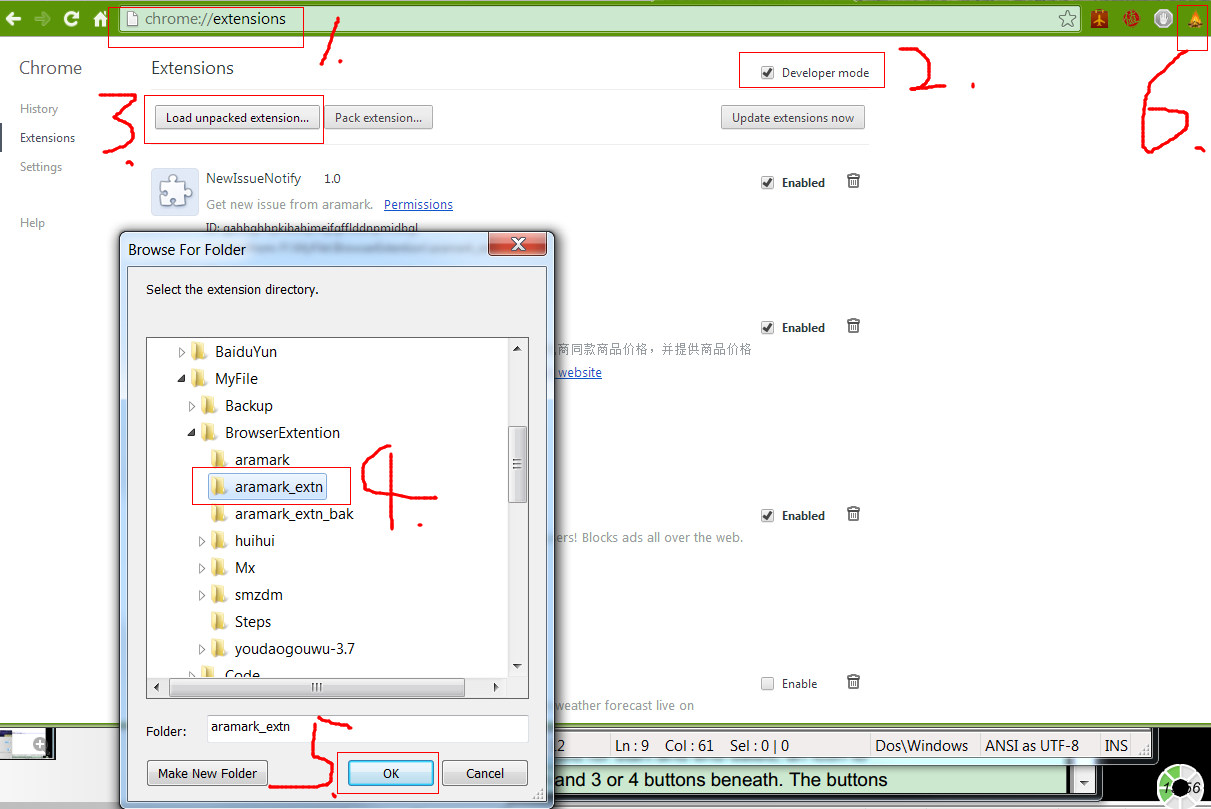 chrome://extensions
1.
Chrome
Extensions
Developer mode
2.
6.
History
3.
Load unpacked extension...
Pack extension...
Update extensions now
Extensions
Settings
NewIssueNotify 1.0
Enabled
Get new issue from aramark. Permissions
Help
Browse For Folder
Select the extension directory.
Enabled
商同款商品价格，并提供商品价格
website
BaiduYun
MyFile
Backup
BrowserExtention
aramark
aramark_extn
4.
aramark_extn_bak
Enabled
huihui
ers! Blocks ads all over the web.
Mx
smzdm
Steps
youdaogouwu-3.7
Code
Enable
weather forecast live on
Folder: aramark_extn
5.
Ln : 9 Col : 61 Sel : 0 | 0 Dos\Windows ANSI as UTF-8 INS
Make New Folder
OK
Cancel
and 3 or 4 buttons beneath. The buttons